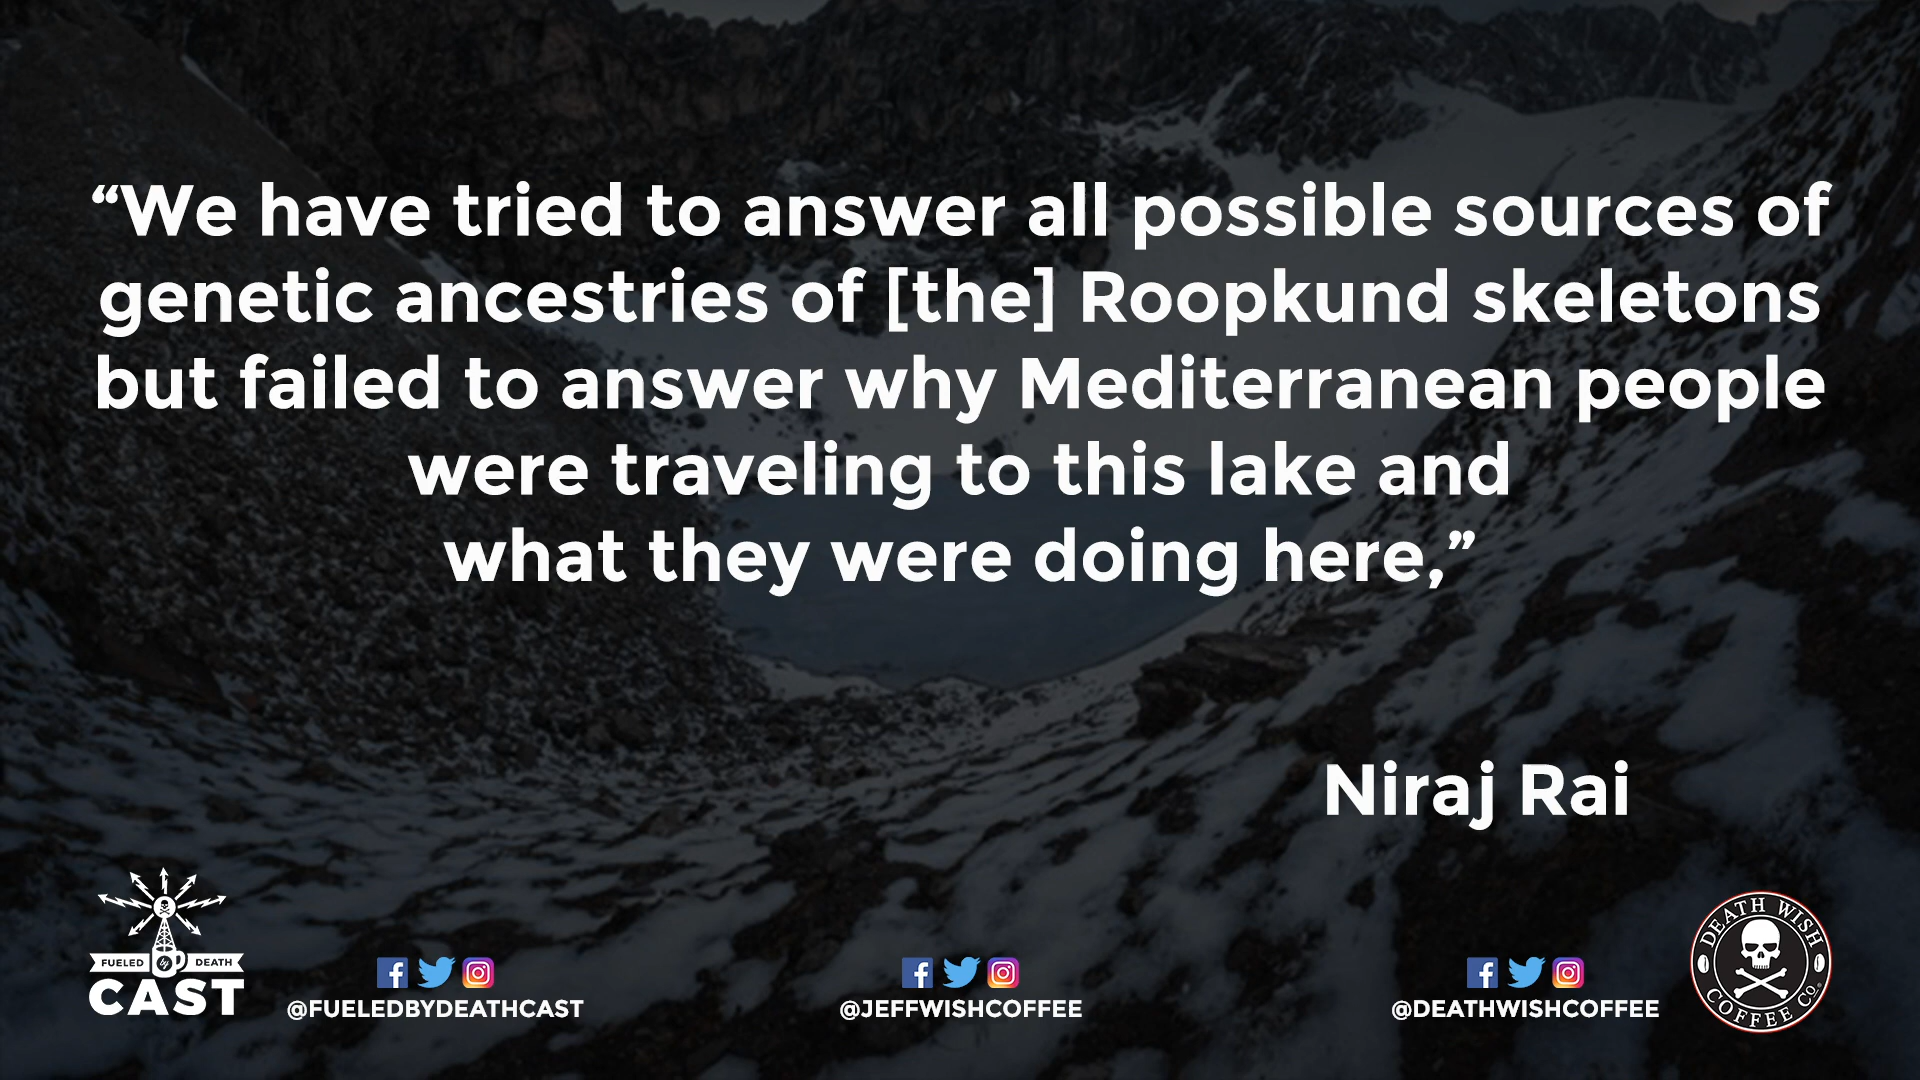 “We have tried to answer all possible sources of
genetic ancestries of [the] Roopkund skeletons
but failed to answer why Mediterranean people
were traveling to this lake and
what they were doing here,”
Niraj Rai
FUELED by DEATH
CAST
@FUELEDBYDEATHCAST
@JEFFWISHCOFFEE
@DEATHWISHCOFFEE
DEATH WISH
COFFEE Co.